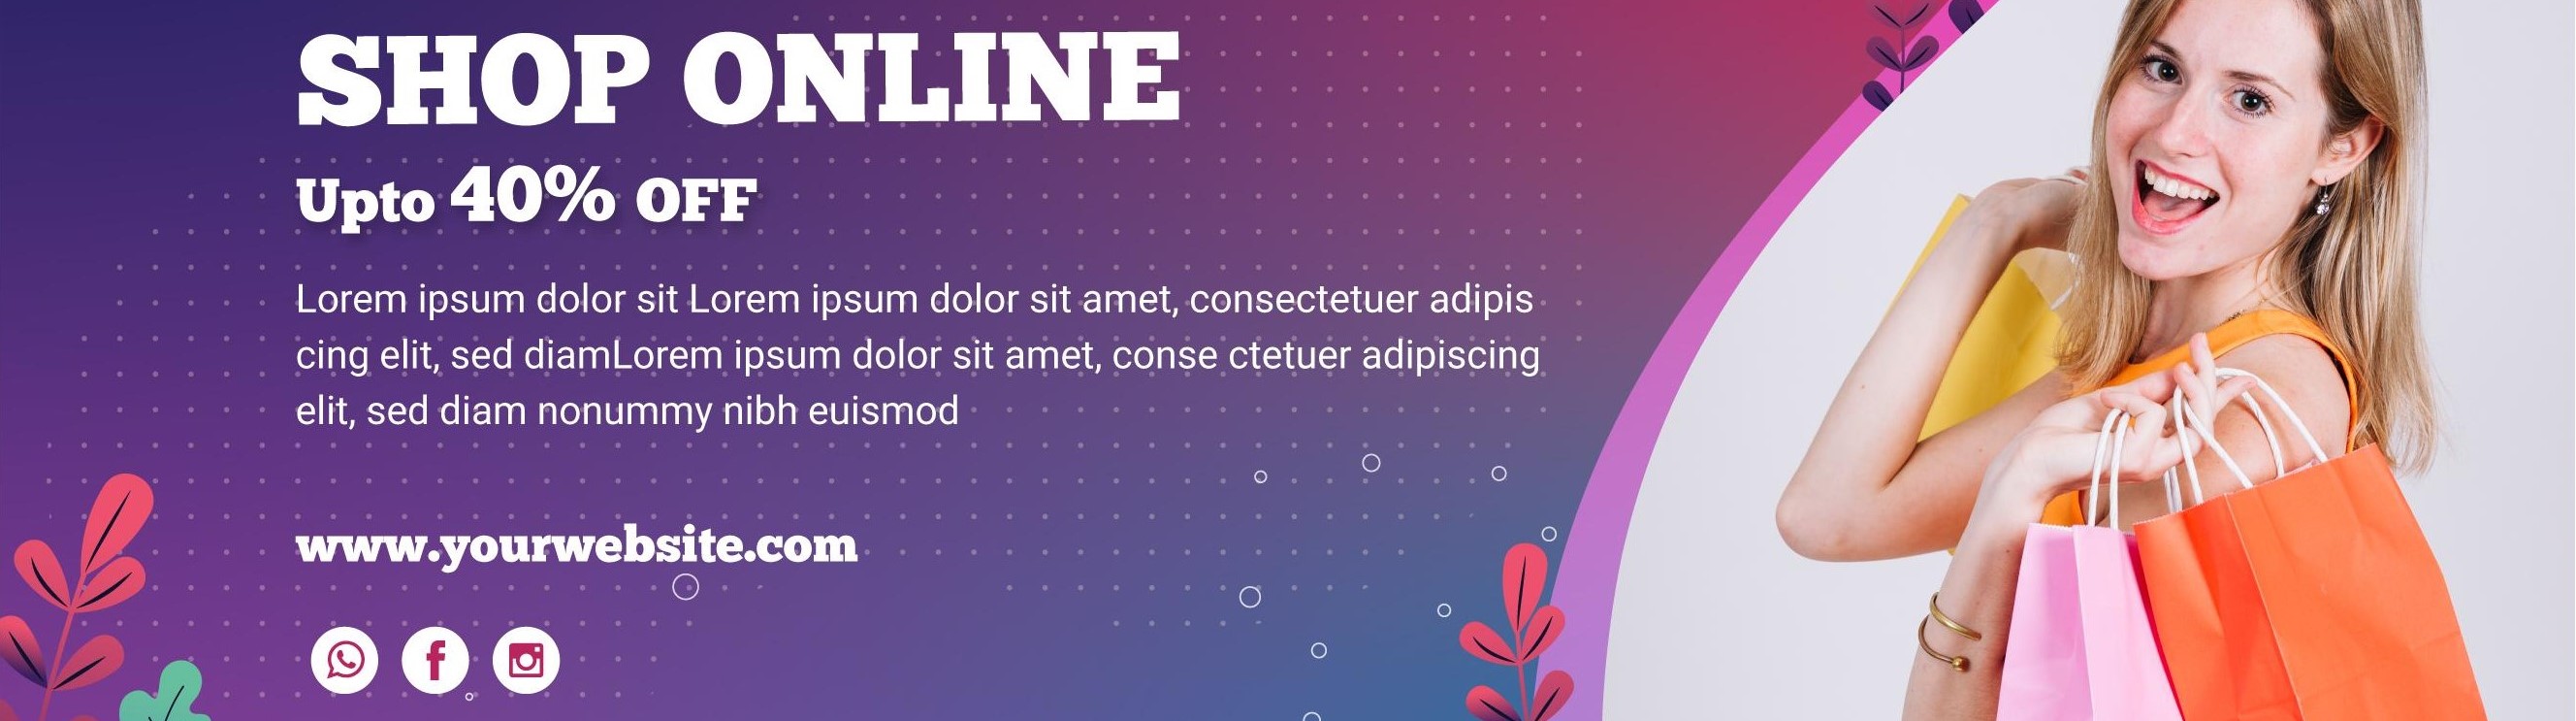 SHOP ONLINE
Upto 40% OFF
Lorem ipsum dolor sit Lorem ipsum dolor sit amet, consectetuer adipis
cing elit, sed diamLorem ipsum dolor sit amet, conse ctetuer adipiscing
elit, sed diam nonummy nibh euismod
www.yourwebsite.com